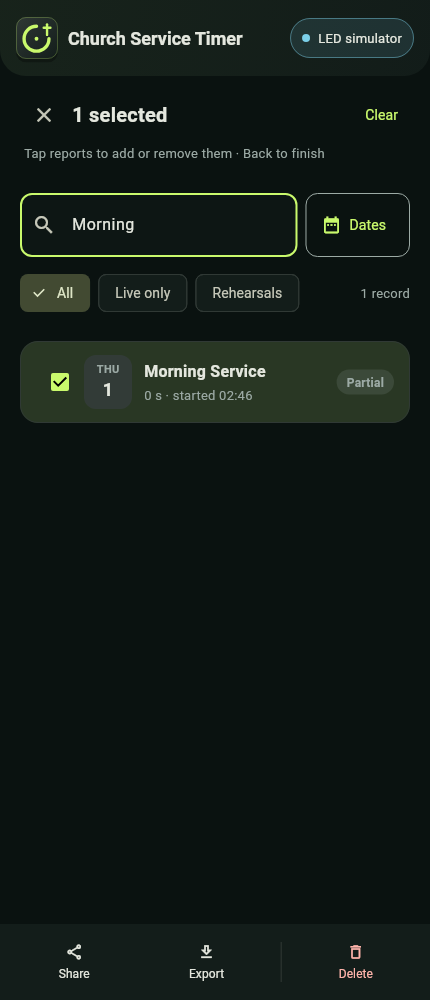 Church Service Timer
LED simulator
1 selected
Clear
Tap reports to add or remove them · Back to finish
Morning
Dates
All
Live only
Rehearsals
1 record
THU
1
Morning Service
0 s · started 02:46
Partial
Share
Export
Delete